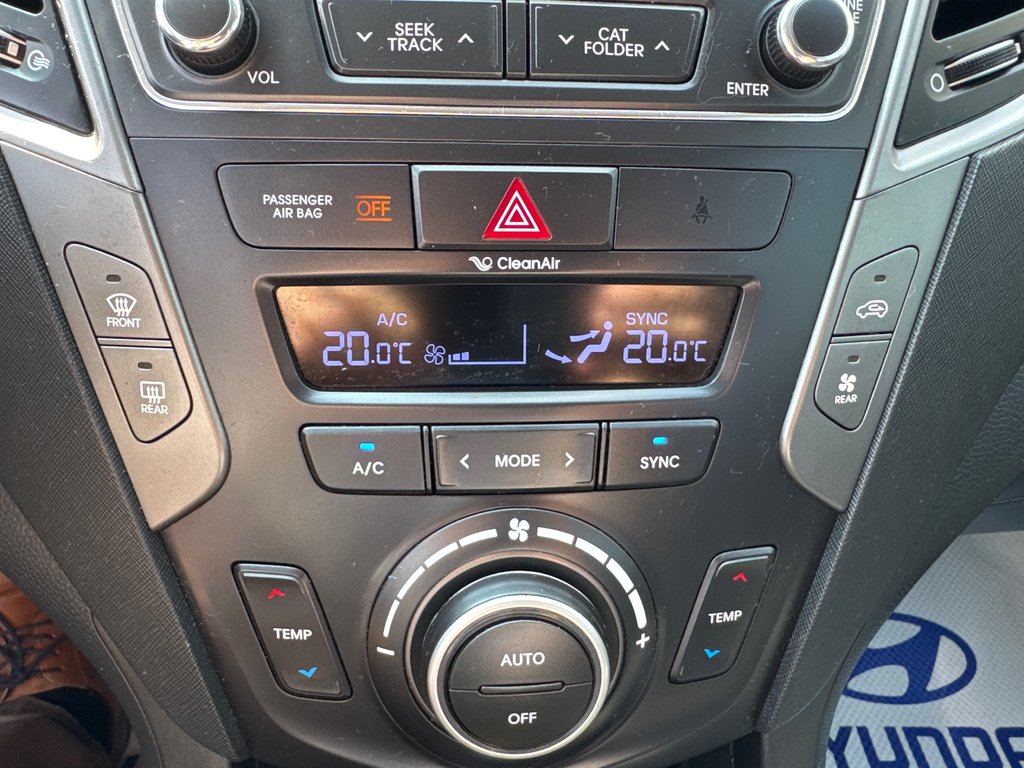 SEEK
TRACK
CAT
FOLDER
VOL
ENTER
PASSENGER
AIR BAG
OFF
CleanAir
FRONT
REAR
A/C
20.0°C
SYNC
20.0°C
REAR
A/C
< MODE >
SYNC
TEMP
TEMP
- +
AUTO
OFF
HYUNDAI